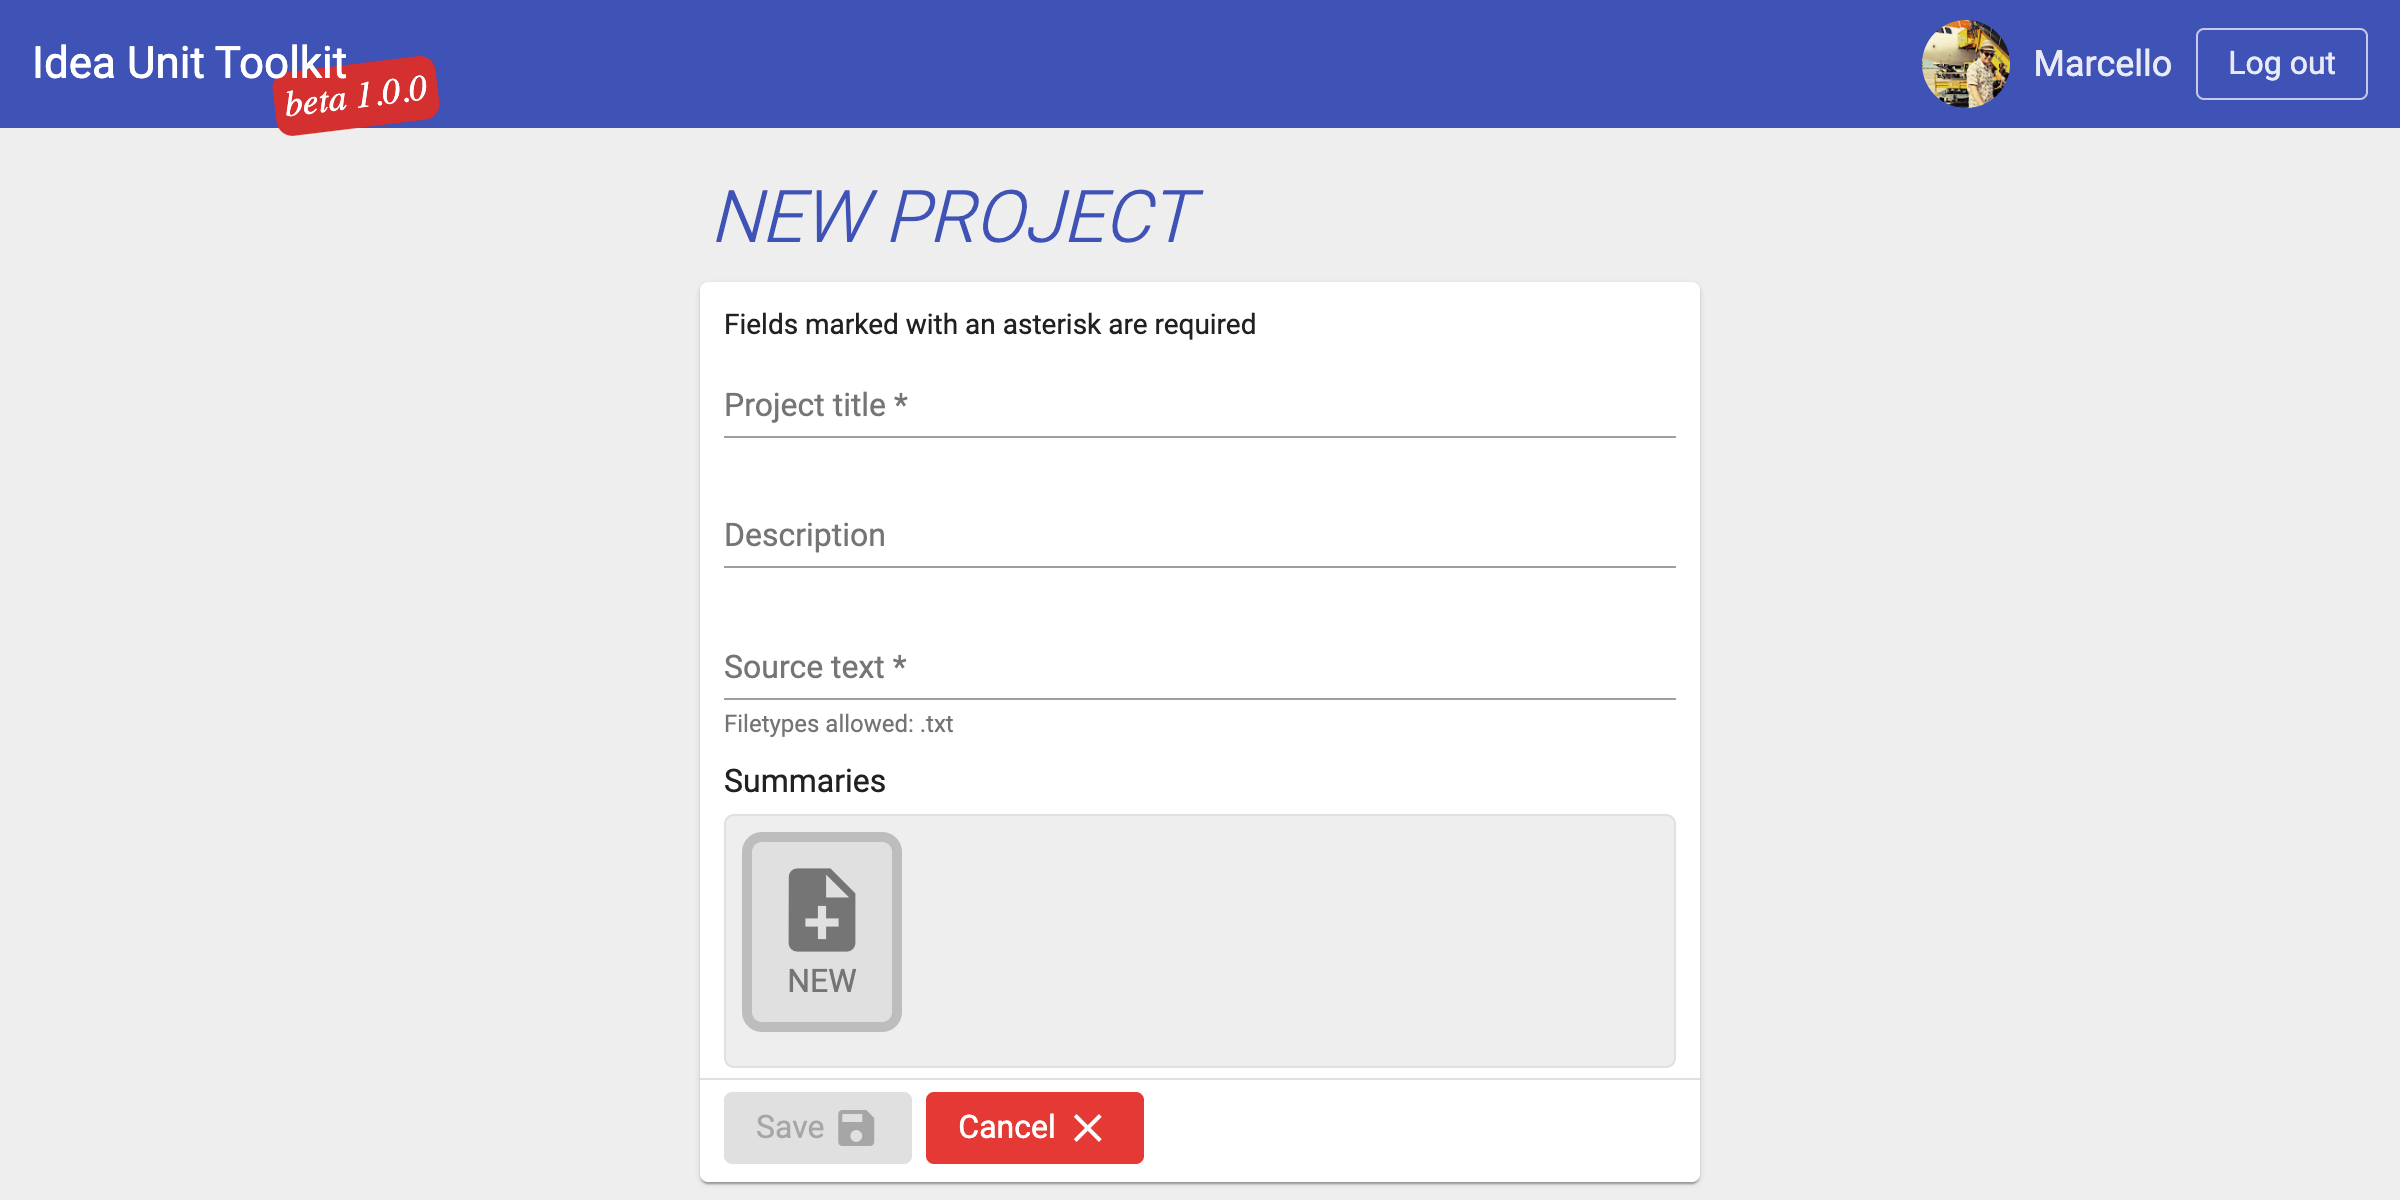 Idea Unit Toolkit
beta 1.0.0
Marcello
Log out
NEW PROJECT
Fields marked with an asterisk are required
Project title *
Description
Source text *
Filetypes allowed: .txt
Summaries
NEW
Save
Cancel